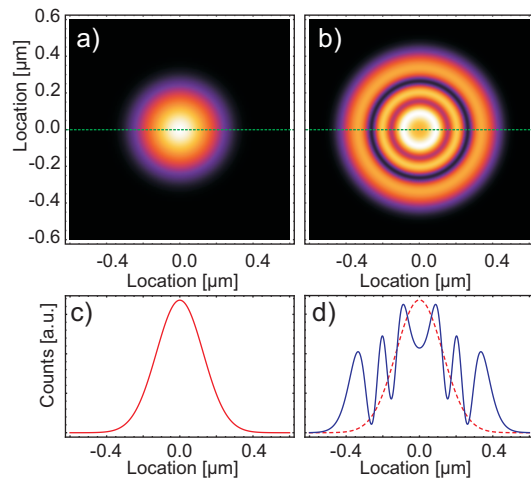 a) b)
Location [µm]
0.6
0.4
0.2
0.0
-0.2
-0.4
-0.6
-0.4 0.0 0.4 -0.4 0.0 0.4
Location [µm] Location [µm]
c) d)
Counts [a.u.]
-0.4 0.0 0.4 -0.4 0.0 0.4
Location [µm] Location [µm]